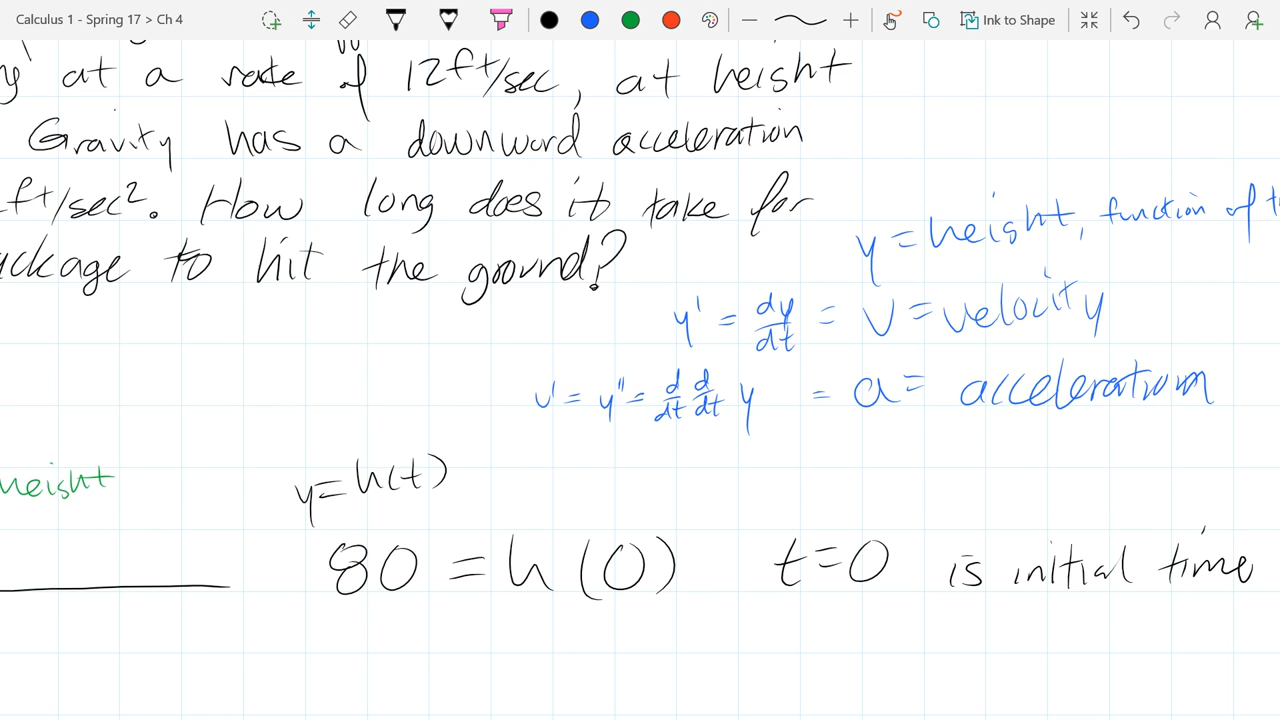 Calculus 1 - Spring 17 > Ch 4
Ink to Shape
at a rate of 12ft/sec, at height
Gravity has a downward acceleration
ft/sec². How long does it take for
ackage to hit the ground?
y = height, function of t
y' = dy/dt = v = velocity
v' = y" = d/dt d/dt y = a = acceleration
height
y = h(t)
80 = h(0) t=0 is initial time